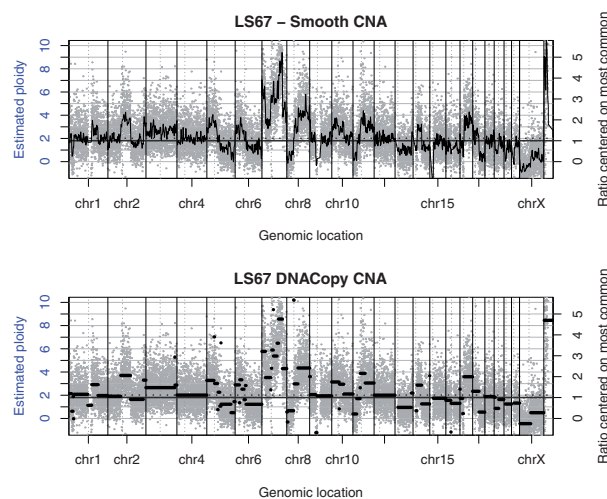 LS67 – Smooth CNA
Estimated ploidy
0 2 4 6 8 10
0 1 2 3 4 5
Ratio centered on most common
chr1 chr2 chr4 chr6 chr8 chr10 chr15 chrX
Genomic location
LS67 DNACopy CNA
Estimated ploidy
0 2 4 6 8 10
0 1 2 3 4 5
Ratio centered on most common
chr1 chr2 chr4 chr6 chr8 chr10 chr15 chrX
Genomic location